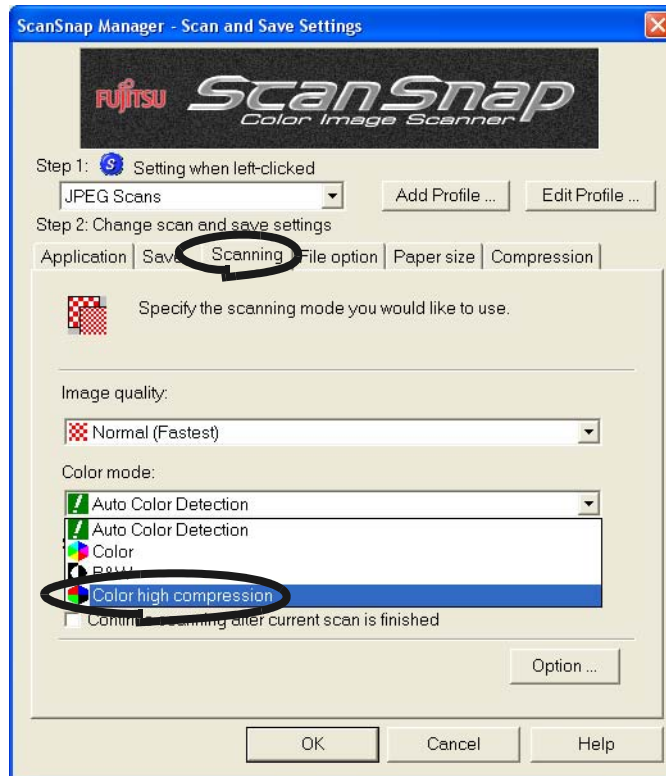 ScanSnap Manager - Scan and Save Settings
FUJITSU ScanSnap
Color Image Scanner
Step 1: S Setting when left-clicked
JPEG Scans Add Profile ... Edit Profile ...
Step 2: Change scan and save settings
Application Save Scanning File option Paper size Compression
Specify the scanning mode you would like to use.
Image quality:
Normal (Fastest)
Color mode:
Auto Color Detection
Auto Color Detection
Color
B&W
Color high compression
Continue scanning after current scan is finished
Option ...
OK Cancel Help